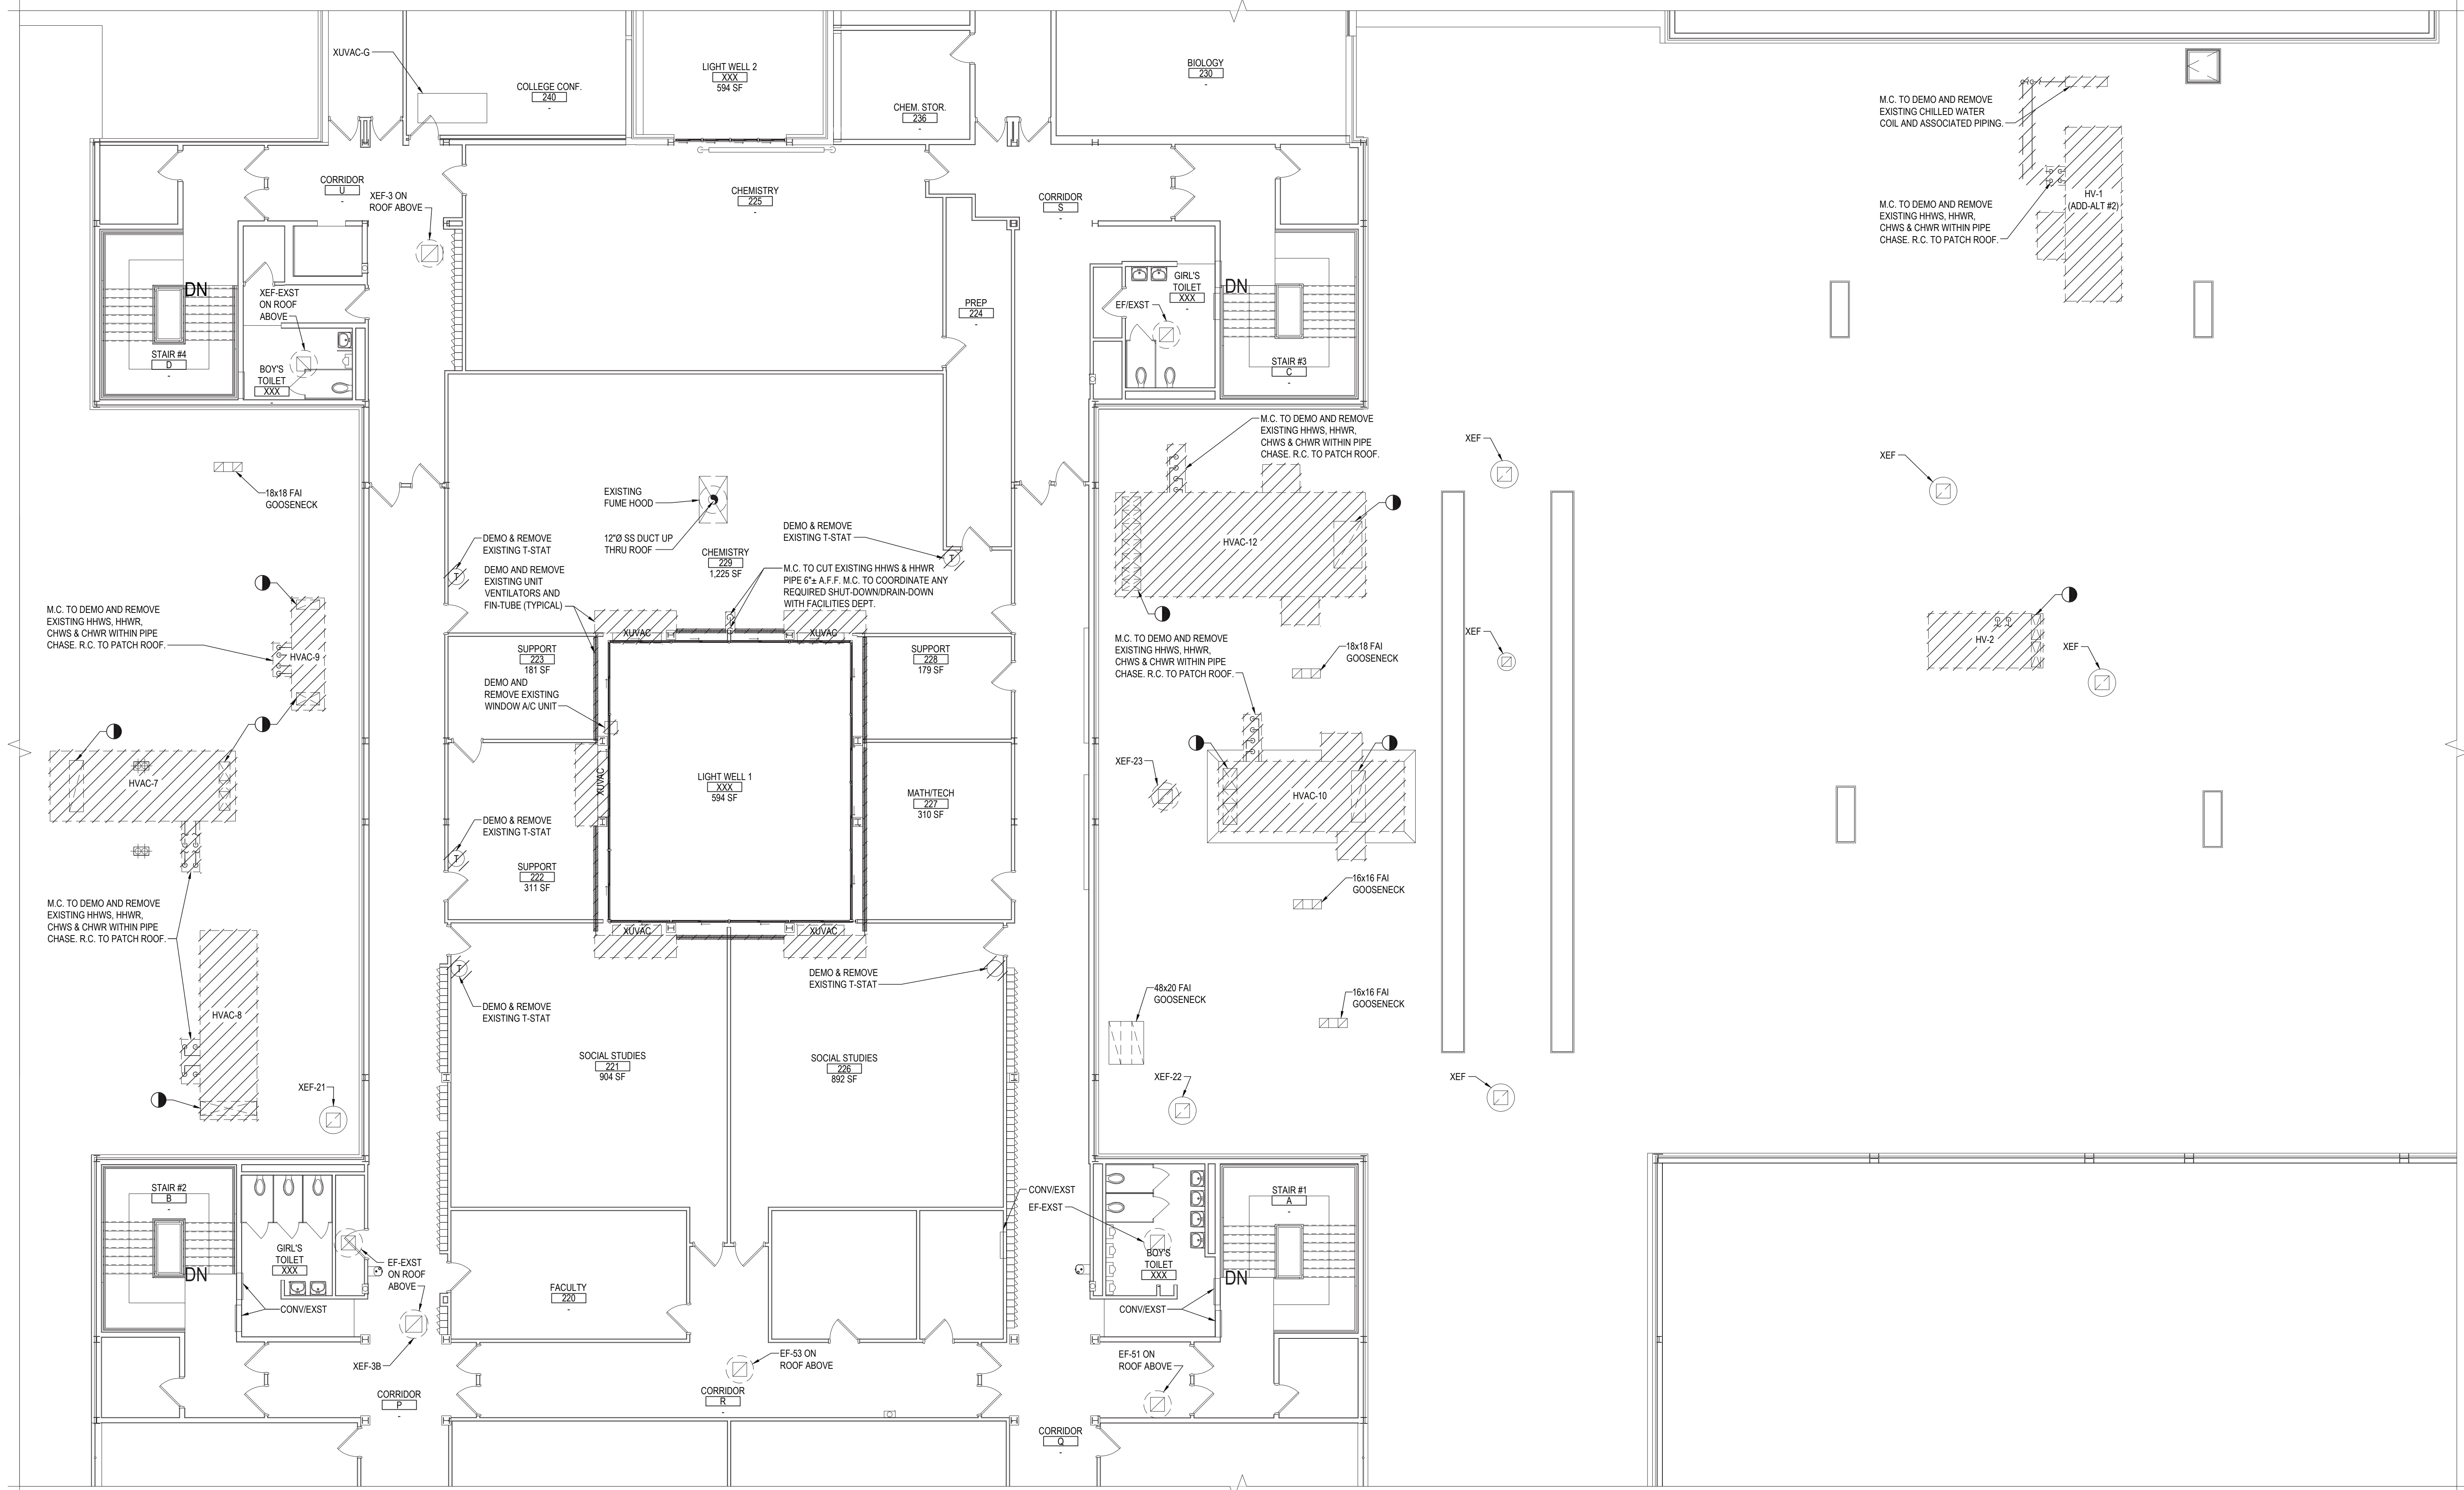 XUVAC-G
COLLEGE CONF.
240
-
LIGHT WELL 2
XXX
594 SF
CHEM. STOR.
236
-
BIOLOGY
230
-
M.C. TO DEMO AND REMOVE
EXISTING CHILLED WATER
COIL AND ASSOCIATED PIPING.
HV-1
(ADD-ALT #2)
M.C. TO DEMO AND REMOVE
EXISTING HHWS, HHWR,
CHWS & CHWR WITHIN PIPE
CHASE. R.C. TO PATCH ROOF.
CORRIDOR
U
-
XEF-3 ON
ROOF ABOVE
CHEMISTRY
225
-
CORRIDOR
S
-
DN
XEF-EXST
ON ROOF
ABOVE
STAIR #4
D
-
BOY'S
TOILET
XXX
-
PREP
224
-
GIRL'S
TOILET
XXX
-
EF/EXST
DN
STAIR #3
C
-
M.C. TO DEMO AND REMOVE
EXISTING HHWS, HHWR,
CHWS & CHWR WITHIN PIPE
CHASE. R.C. TO PATCH ROOF.
XEF
XEF
18x18 FAI
GOOSENECK
EXISTING
FUME HOOD
12"Ø SS DUCT UP
THRU ROOF
DEMO & REMOVE
EXISTING T-STAT
DEMO & REMOVE
EXISTING T-STAT
T
T
CHEMISTRY
229
1,225 SF
HVAC-12
DEMO AND REMOVE
EXISTING UNIT
VENTILATORS AND
FIN-TUBE (TYPICAL)
M.C. TO CUT EXISTING HHWS & HHWR
PIPE 6"± A.F.F. M.C. TO COORDINATE ANY
REQUIRED SHUT-DOWN/DRAIN-DOWN
WITH FACILITIES DEPT.
M.C. TO DEMO AND REMOVE
EXISTING HHWS, HHWR,
CHWS & CHWR WITHIN PIPE
CHASE. R.C. TO PATCH ROOF.
HVAC-9
XUVAC
XUVAC
SUPPORT
223
181 SF
SUPPORT
228
179 SF
M.C. TO DEMO AND REMOVE
EXISTING HHWS, HHWR,
CHWS & CHWR WITHIN PIPE
CHASE. R.C. TO PATCH ROOF.
18x18 FAI
GOOSENECK
XEF
HV-2
XEF
DEMO AND
REMOVE EXISTING
WINDOW A/C UNIT
HVAC-7
XUVAC
LIGHT WELL 1
XXX
594 SF
MATH/TECH
227
310 SF
XEF-23
HVAC-10
DEMO & REMOVE
EXISTING T-STAT
T
SUPPORT
222
311 SF
16x16 FAI
GOOSENECK
M.C. TO DEMO AND REMOVE
EXISTING HHWS, HHWR,
CHWS & CHWR WITHIN PIPE
CHASE. R.C. TO PATCH ROOF.
XUVAC
XUVAC
T
DEMO & REMOVE
EXISTING T-STAT
DEMO & REMOVE
EXISTING T-STAT
48x20 FAI
GOOSENECK
16x16 FAI
GOOSENECK
HVAC-8
SOCIAL STUDIES
221
904 SF
SOCIAL STUDIES
226
892 SF
XEF-21
XEF-22
XEF
STAIR #2
B
-
CONV/EXST
EF-EXST
STAIR #1
A
-
GIRL'S
TOILET
XXX
DN
EF-EXST
ON ROOF
ABOVE
BOY'S
TOILET
XXX
DN
CONV/EXST
FACULTY
220
-
CONV/EXST
XEF-3B
EF-53 ON
ROOF ABOVE
EF-51 ON
ROOF ABOVE
CORRIDOR
P
-
CORRIDOR
R
-
CORRIDOR
Q
-